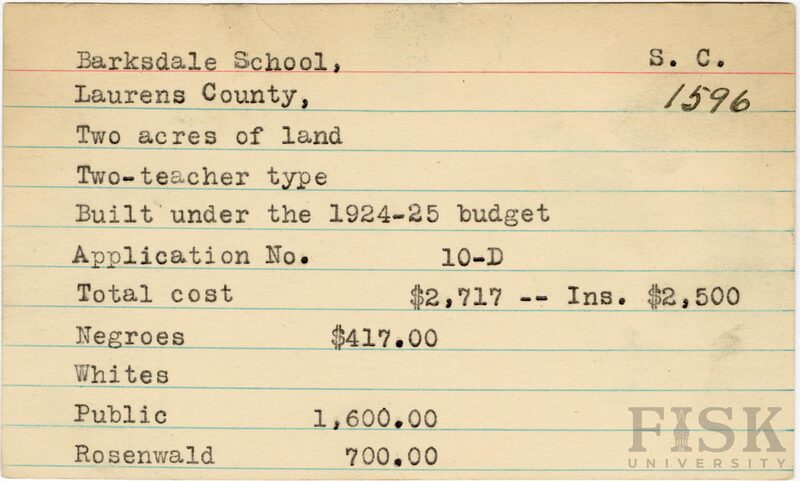 Barksdale School, S. C.
Laurens County, 1596
Two acres of land
Two-teacher type
Built under the 1924-25 budget
Application No. 10-D
Total cost $2,717 -- Ins. $2,500
Negroes $417.00
Whites
Public 1,600.00
Rosenwald 700.00
FISK
UNIVERSITY